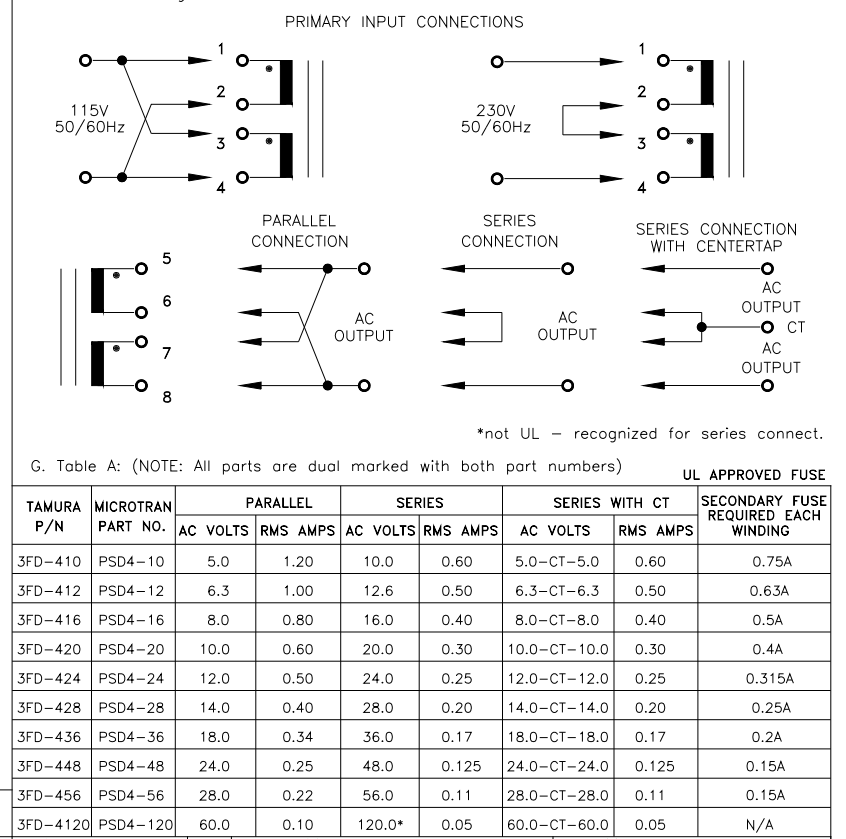 PRIMARY INPUT CONNECTIONS
1
2
3
4
115V
50/60Hz
1
2
3
4
230V
50/60Hz
5
6
7
8
PARALLEL
CONNECTION
AC
OUTPUT
SERIES
CONNECTION
AC
OUTPUT
SERIES CONNECTION
WITH CENTERTAP
AC
OUTPUT
CT
AC
OUTPUT
*not UL – recognized for series connect.
G. Table A: (NOTE: All parts are dual marked with both part numbers)
UL APPROVED FUSE
TAMURA P/N MICROTRAN PART NO. PARALLEL SERIES SERIES WITH CT SECONDARY FUSE REQUIRED EACH WINDING
AC VOLTS RMS AMPS AC VOLTS RMS AMPS AC VOLTS RMS AMPS
3FD–410 PSD4–10 5.0 1.20 10.0 0.60 5.0–CT–5.0 0.60 0.75A
3FD–412 PSD4–12 6.3 1.00 12.6 0.50 6.3–CT–6.3 0.50 0.63A
3FD–416 PSD4–16 8.0 0.80 16.0 0.40 8.0–CT–8.0 0.40 0.5A
3FD–420 PSD4–20 10.0 0.60 20.0 0.30 10.0–CT–10.0 0.30 0.4A
3FD–424 PSD4–24 12.0 0.50 24.0 0.25 12.0–CT–12.0 0.25 0.315A
3FD–428 PSD4–28 14.0 0.40 28.0 0.20 14.0–CT–14.0 0.20 0.25A
3FD–436 PSD4–36 18.0 0.34 36.0 0.17 18.0–CT–18.0 0.17 0.2A
3FD–448 PSD4–48 24.0 0.25 48.0 0.125 24.0–CT–24.0 0.125 0.15A
3FD–456 PSD4–56 28.0 0.22 56.0 0.11 28.0–CT–28.0 0.11 0.15A
3FD–4120 PSD4–120 60.0 0.10 120.0* 0.05 60.0–CT–60.0 0.05 N/A